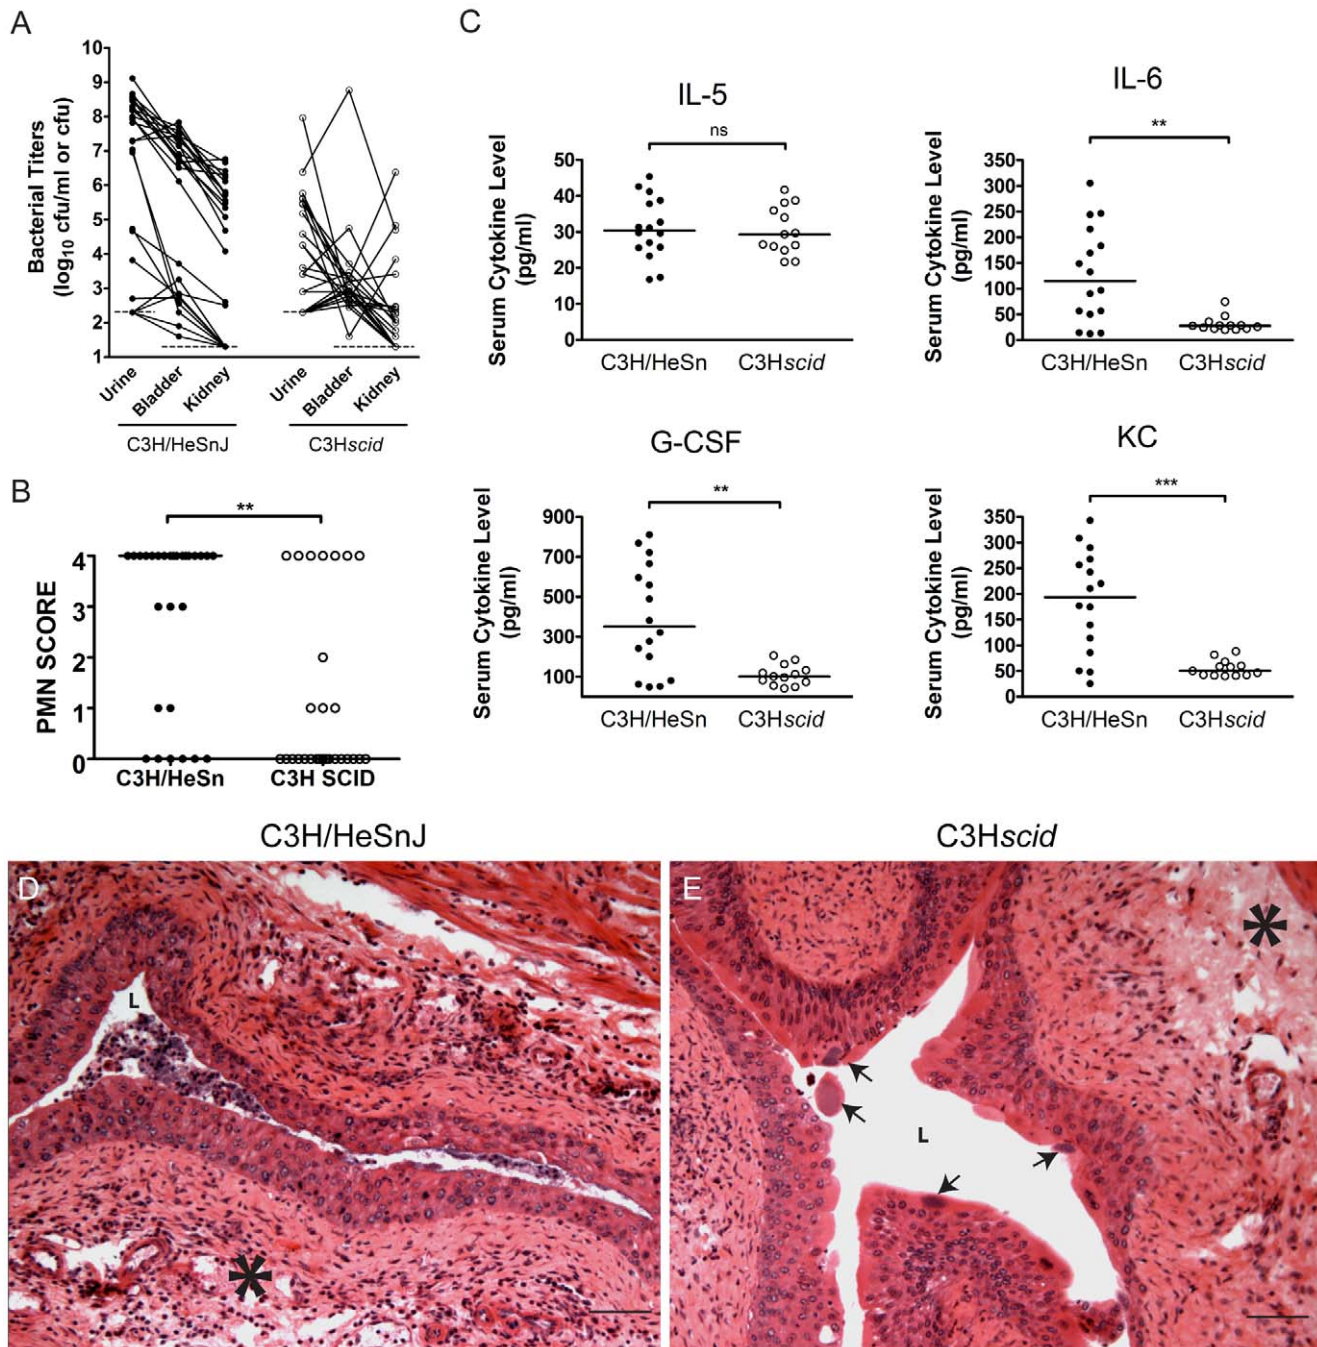 A
10
9
8
7
6
5
4
3
2
1
Bacterial Titers
(log10 cfu/ml or cfu)
Urine
Bladder
Kidney
Urine
Bladder
Kidney
C3H/HeSnJ
C3Hscid
B
**
4
3
2
1
0
PMN SCORE
C3H/HeSn
C3H SCID
C
IL-5
ns
50
40
30
20
10
0
Serum Cytokine Level
(pg/ml)
C3H/HeSn
C3Hscid
IL-6
**
350
300
250
200
150
100
50
0
Serum Cytokine Level
(pg/ml)
C3H/HeSn
C3Hscid
G-CSF
**
900
700
500
300
100
Serum Cytokine Level
(pg/ml)
C3H/HeSn
C3Hscid
KC
***
350
300
250
200
150
100
50
0
Serum Cytokine Level
(pg/ml)
C3H/HeSn
C3Hscid
C3H/HeSnJ
D
L
*
C3Hscid
E
L
*